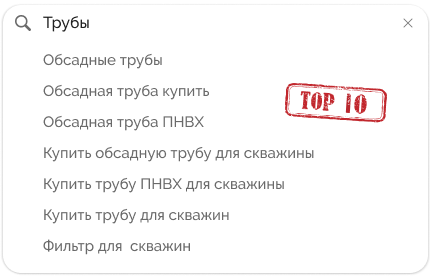 Трубы
Обсадные трубы
Обсадная труба купить
TOP 10
Обсадная труба ПНВХ
Купить обсадную трубу для скважины
Купить трубу ПНВХ для скважины
Купить трубу для скважин
Фильтр для скважин